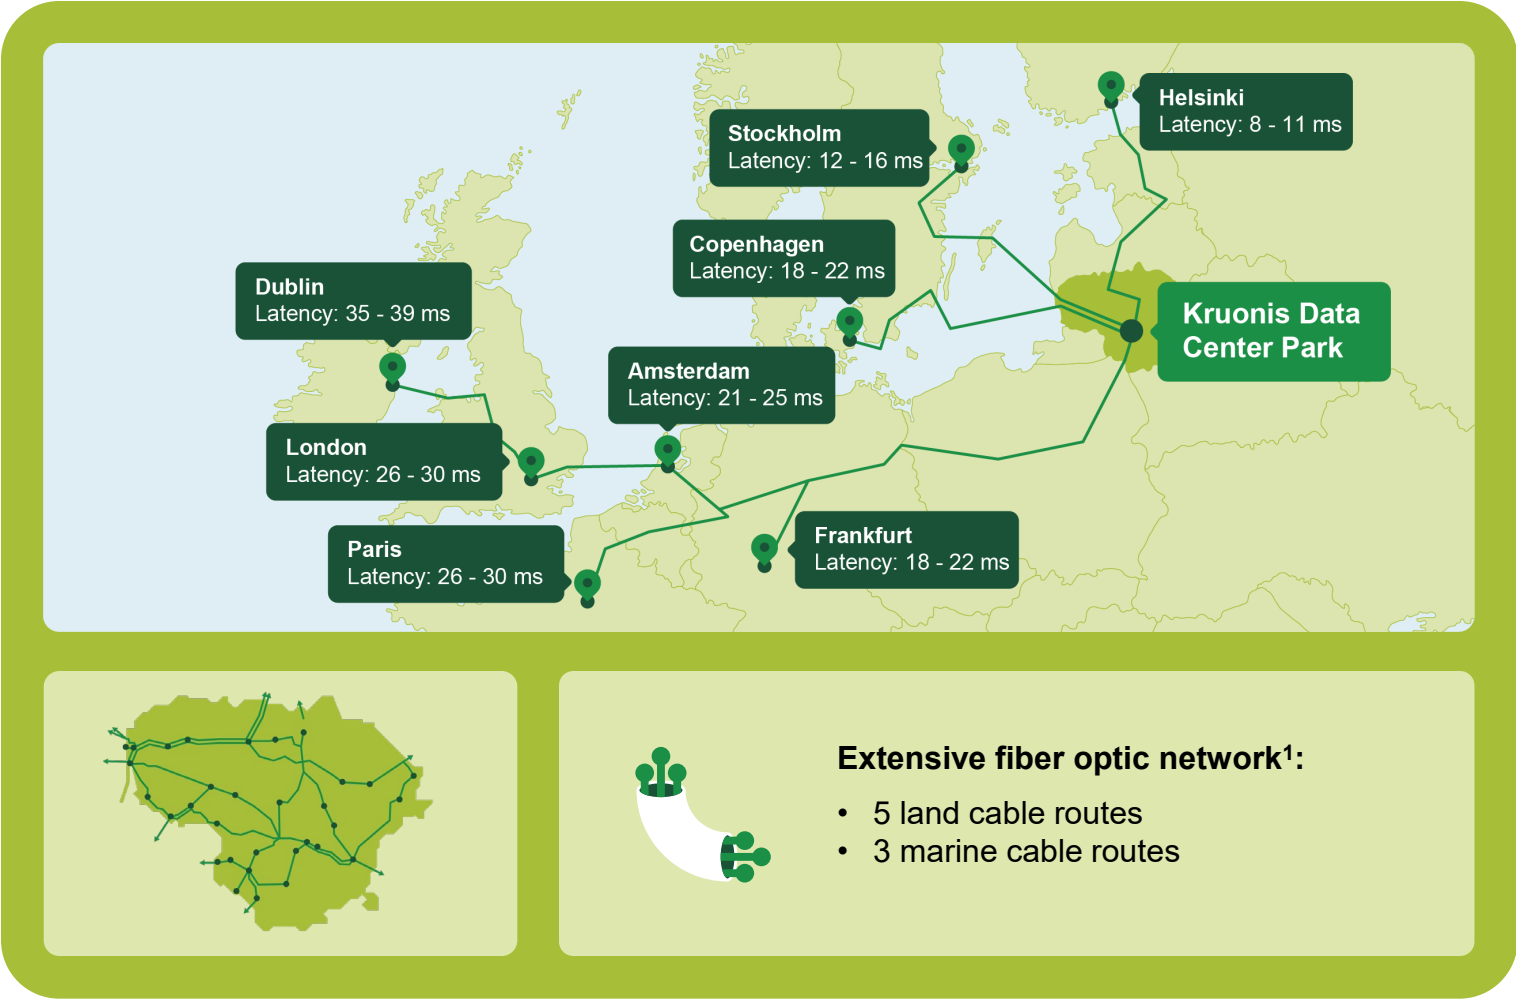 Helsinki
Latency: 8 - 11 ms
Stockholm
Latency: 12 - 16 ms
Copenhagen
Latency: 18 - 22 ms
Dublin
Latency: 35 - 39 ms
Kruonis Data
Center Park
Amsterdam
Latency: 21 - 25 ms
London
Latency: 26 - 30 ms
Paris
Latency: 26 - 30 ms
Frankfurt
Latency: 18 - 22 ms
Extensive fiber optic network¹:
• 5 land cable routes
• 3 marine cable routes